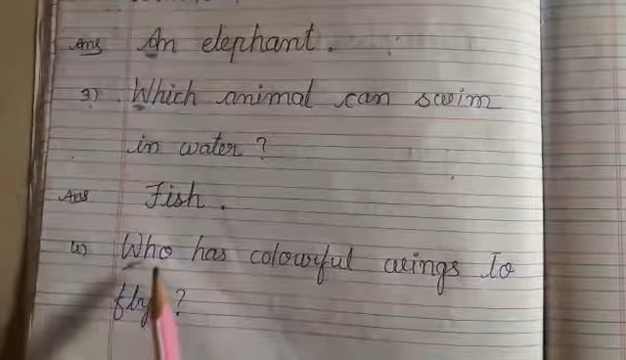 Ans An elephant.
3) Which animal can swim
in water?
Ans Fish.
4) Who has colourful wings to
fly?